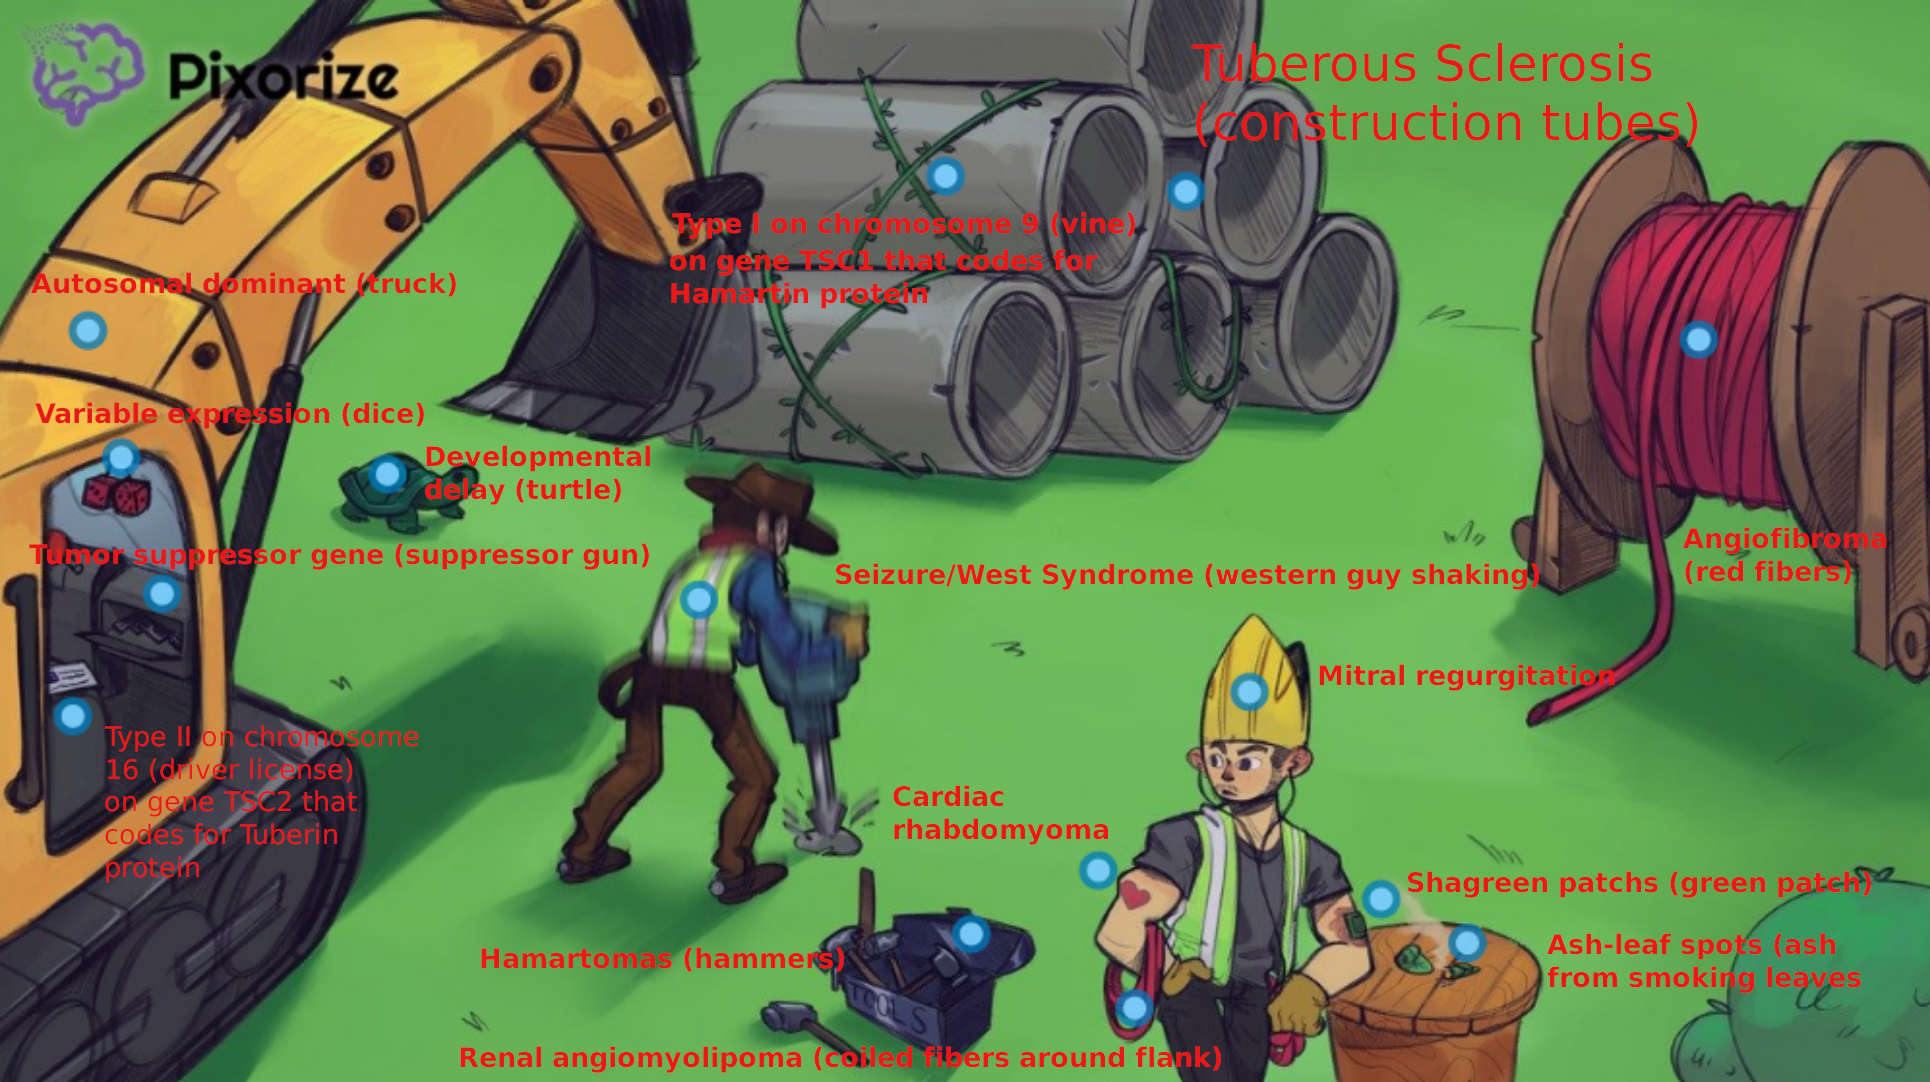 Pixorize
Tuberous Sclerosis
(construction tubes)
Type I on chromosome 9 (vine)
on gene TSC1 that codes for
Hamartin protein
Autosomal dominant (truck)
Variable expression (dice)
Developmental
delay (turtle)
Tumor suppressor gene (suppressor gun)
Seizure/West Syndrome (western guy shaking)
Angiofibroma
(red fibers)
Mitral regurgitation
Type II on chromosome
16 (driver license)
on gene TSC2 that
codes for Tuberin
protein
Cardiac
rhabdomyoma
Shagreen patchs (green patch)
Ash-leaf spots (ash
from smoking leaves
Hamartomas (hammers)
TOOLS
Renal angiomyolipoma (coiled fibers around flank)